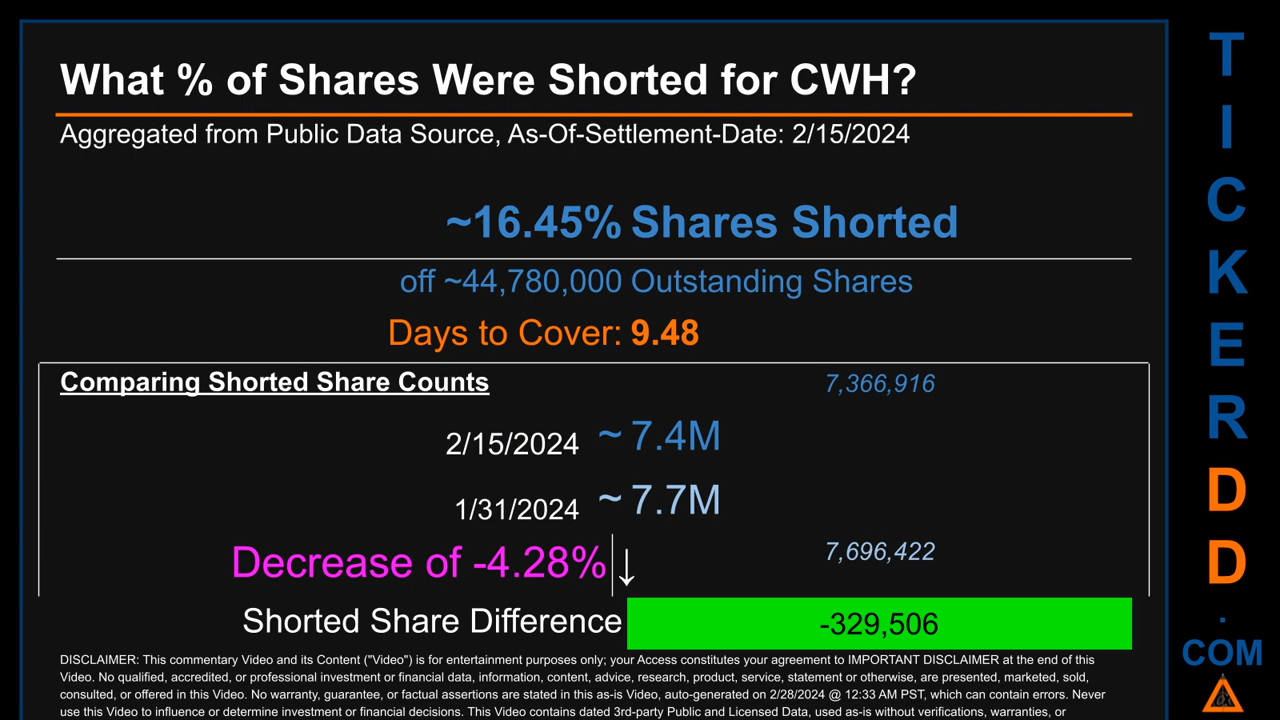 What % of Shares Were Shorted for CWH?
Aggregated from Public Data Source, As-Of-Settlement-Date: 2/15/2024
~16.45% Shares Shorted
off ~44,780,000 Outstanding Shares
Days to Cover: 9.48
Comparing Shorted Share Counts 7,366,916
2/15/2024 ~ 7.4M
1/31/2024 ~ 7.7M
Decrease of -4.28% ↓ 7,696,422
Shorted Share Difference -329,506
DISCLAIMER: This commentary Video and its Content ("Video") is for entertainment purposes only; your Access constitutes your agreement to IMPORTANT DISCLAIMER at the end of this
Video. No qualified, accredited, or professional investment or financial data, information, content, advice, research, product, service, statement or otherwise, are presented, marketed, sold,
consulted, or offered in this Video. No warranty, guarantee, or factual assertions are stated in this as-is Video, auto-generated on 2/28/2024 @ 12:33 AM PST, which can contain errors. Never
use this Video to influence or determine investment or financial decisions. This Video contains dated 3rd-party Public and Licensed Data, used as-is without verifications, warranties, or
T
I
C
K
E
R
D
D
.
COM